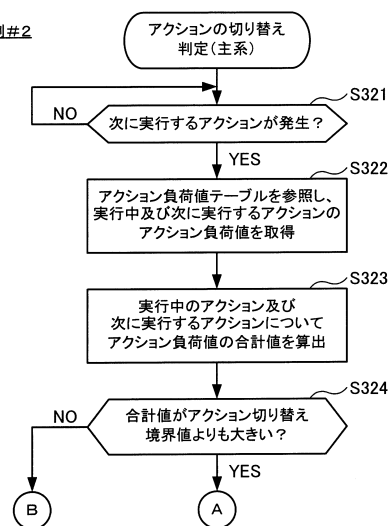 #2
アクションの切り替え
判定(主系)
S321
NO
次に実行するアクションが発生?
YES
S322
アクション負荷値テーブルを参照し、
実行中及び次に実行するアクションの
アクション負荷値を取得
S323
実行中のアクション及び
次に実行するアクションについて
アクション負荷値の合計値を算出
S324
NO
合計値がアクション切り替え
境界値よりも大きい?
YES
B
A